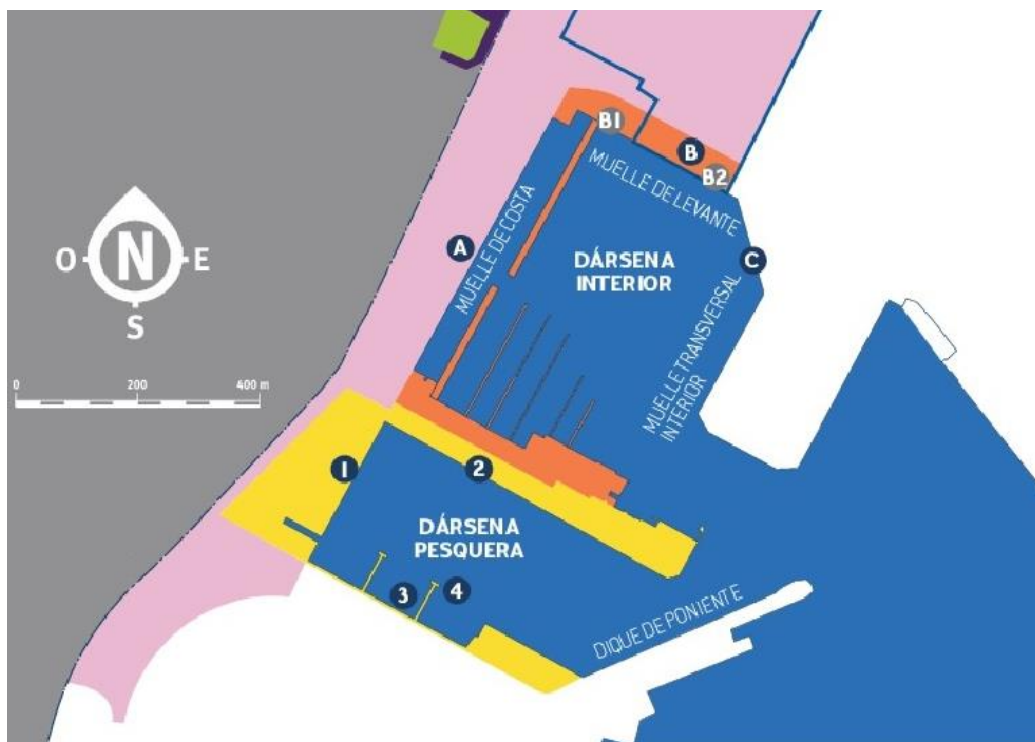 B1
B
B2
MUELLE DE LEVANTE
A
MUELLE DE COSTA
DÁRSENA
INTERIOR
C
MUELLE TRANSVERSAL
INTERIOR
N
O
E
S
0
200
400 m
1
2
DÁRSENA
PESQUERA
3
4
DIQUE DE PONIENTE